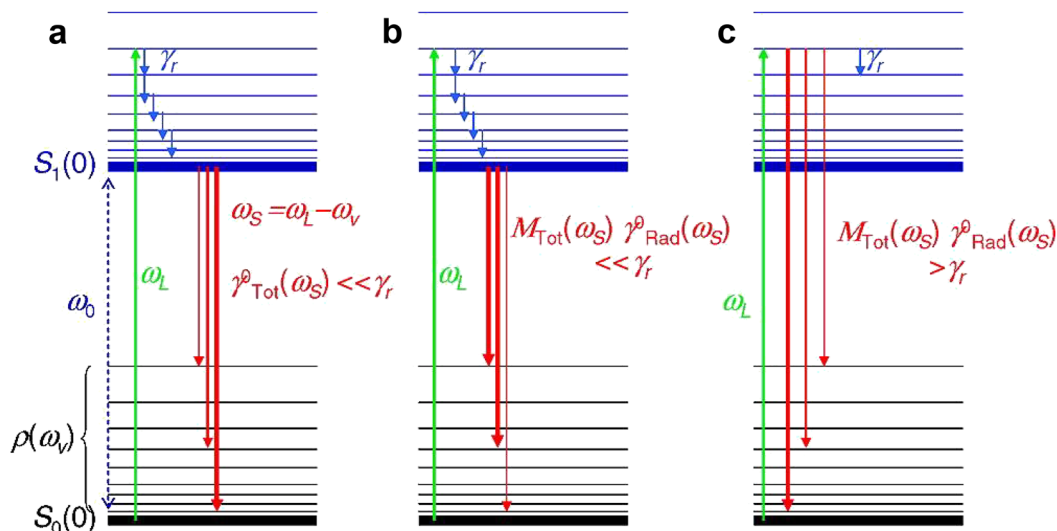 a
b
c
γr
γr
γr
S1(0)
ωS = ωL − ωv
γ⁰Tot(ωS) << γr
MTot(ωS) γ⁰Rad(ωS)
<< γr
MTot(ωS) γ⁰Rad(ωS)
> γr
ω0
ωL
ωL
ωL
ρ(ωv)
S0(0)